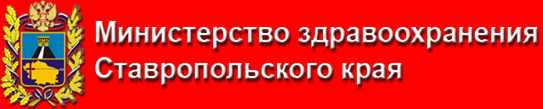 Министерство здравоохранения
Ставропольского края